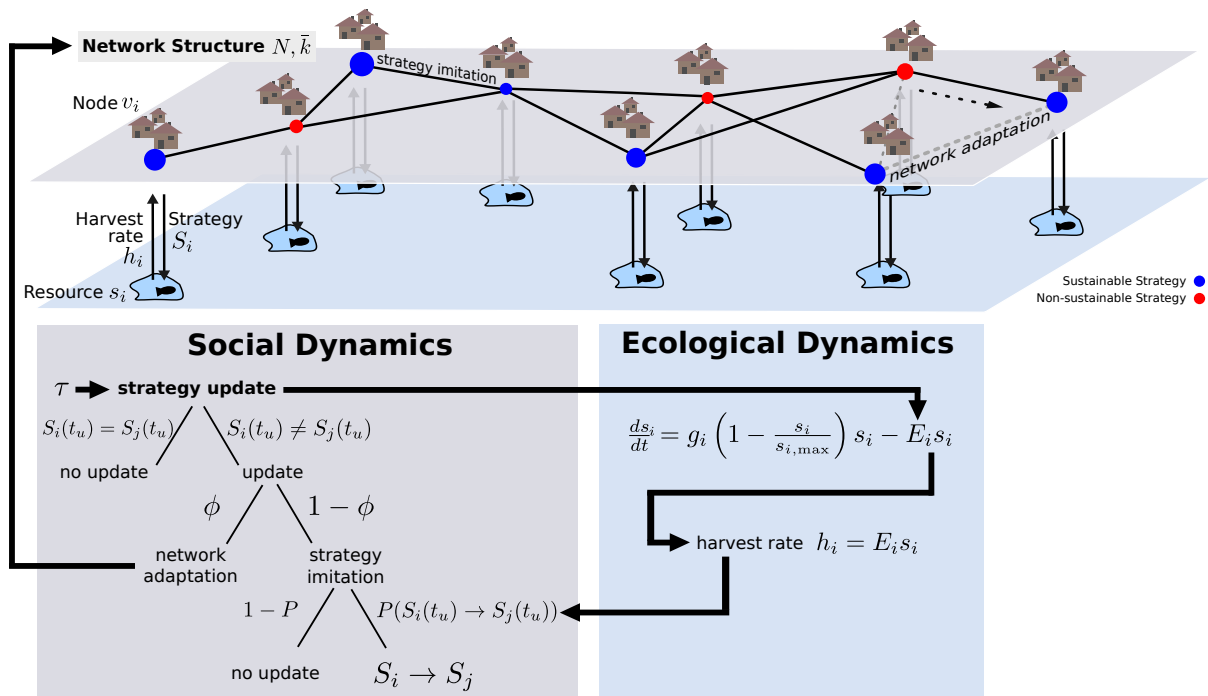 Network Structure N, k̄
strategy imitation
Node v_i
network adaptation
Harvest
rate
h_i
Strategy
S_i
Resource s_i
Sustainable Strategy
Non-sustainable Strategy
Social Dynamics
τ
strategy update
S_i(t_u) = S_j(t_u)
S_i(t_u) ≠ S_j(t_u)
no update
update
ϕ
1 − ϕ
network
adaptation
strategy
imitation
1 − P
P(S_i(t_u) → S_j(t_u))
no update
S_i → S_j
Ecological Dynamics
ds_i/dt = g_i (1 − s_i/s_{i,max}) s_i − E_i s_i
harvest rate h_i = E_i s_i